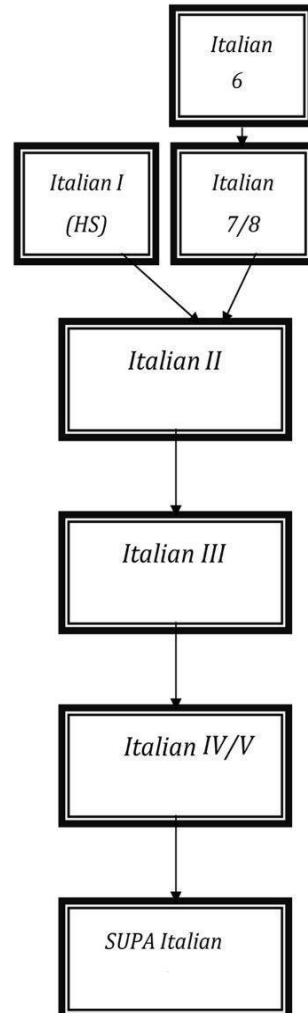 Italian
6
Italian I
(HS)
Italian
7/8
Italian II
Italian III
Italian IV/V
SUPA Italian